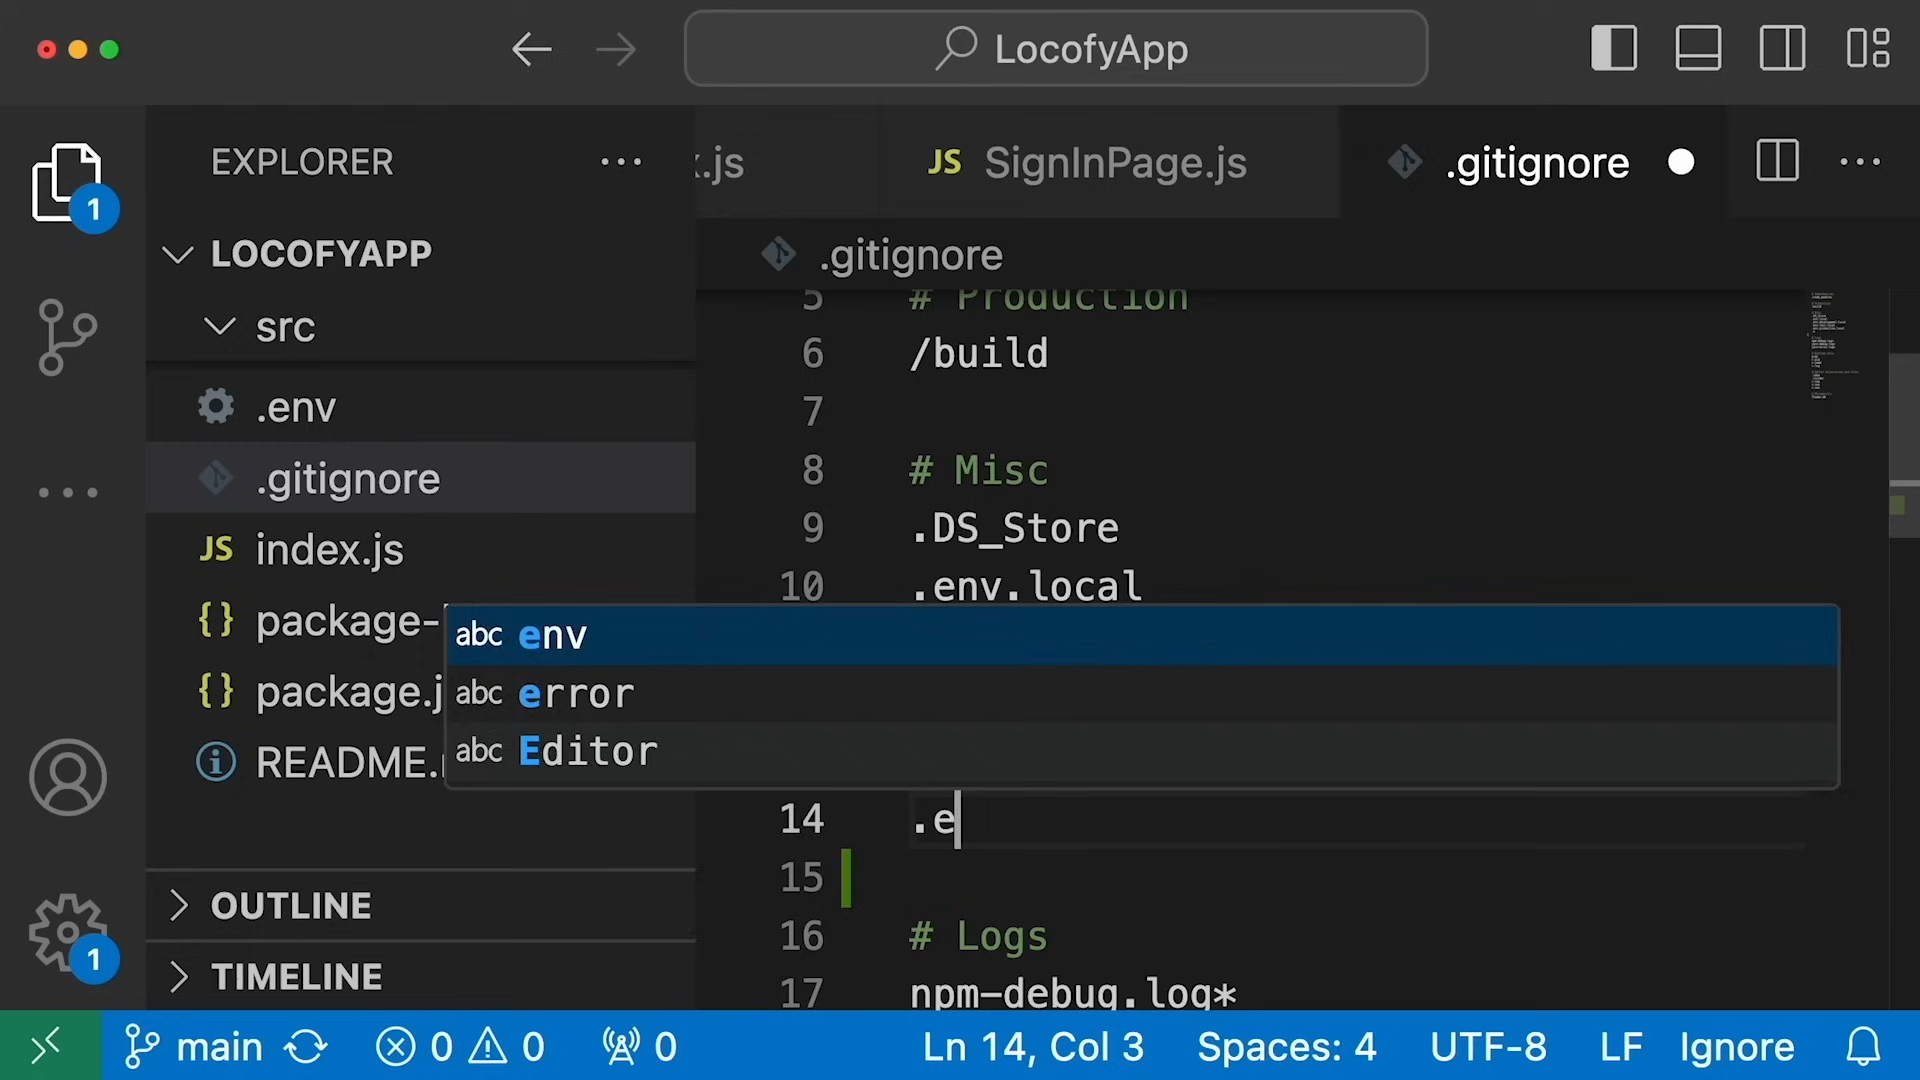 LocofyApp
EXPLORER
.js
JS SignInPage.js
.gitignore
1
LOCOFYAPP
.gitignore
src
.env
.gitignore
JS index.js
{} package-
{} package.j
README.
OUTLINE
TIMELINE
1
5 # Production
6 /build
7
8 # Misc
9 .DS_Store
10 .env.local
abc env
abc error
abc Editor
14 .e
15
16 # Logs
17 npm-debug.log*
main 0 0 0 Ln 14, Col 3 Spaces: 4 UTF-8 LF Ignore